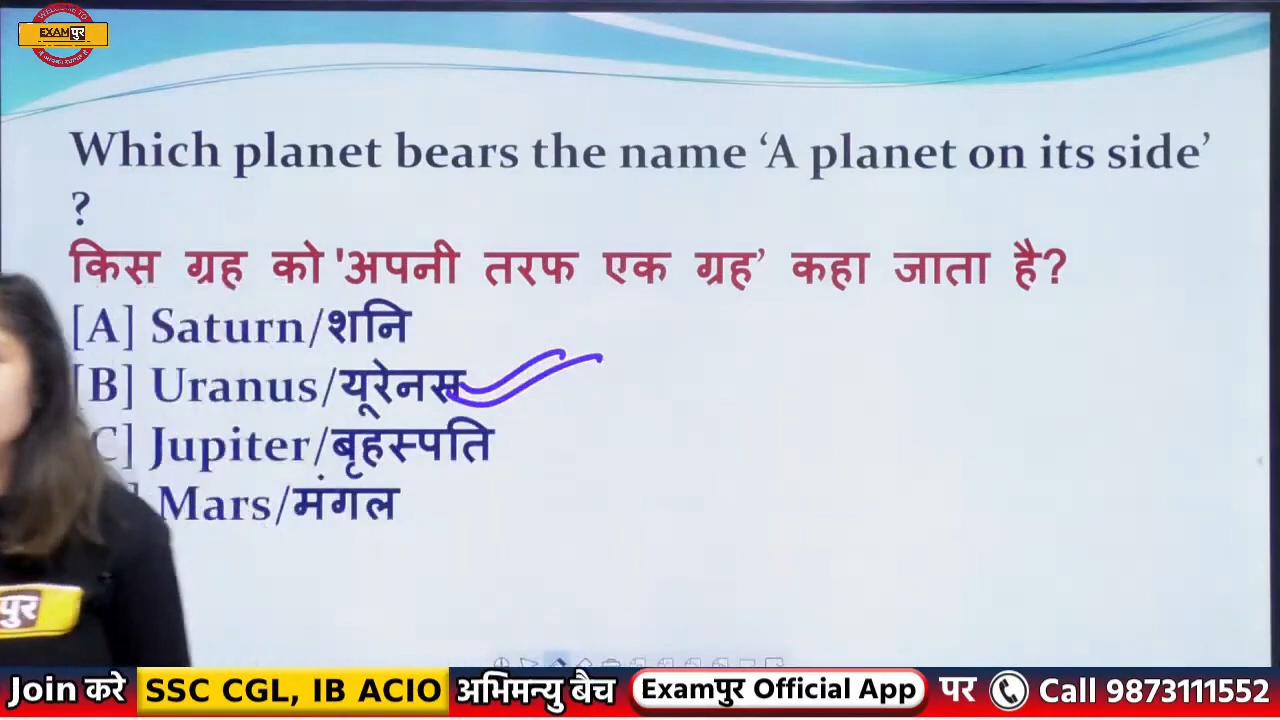 WELCOME TO
EXAMपुर
Which planet bears the name ‘A planet on its side’
?
किस ग्रह को 'अपनी तरफ एक ग्रह’ कहा जाता है?
[A] Saturn/शनि
[B] Uranus/यूरेनस
C] Jupiter/बृहस्पति
] Mars/मंगल
पुर
Join करे SSC CGL, IB ACIO अभिमन्यु बैच Examपुर Official App पर Call 9873111552